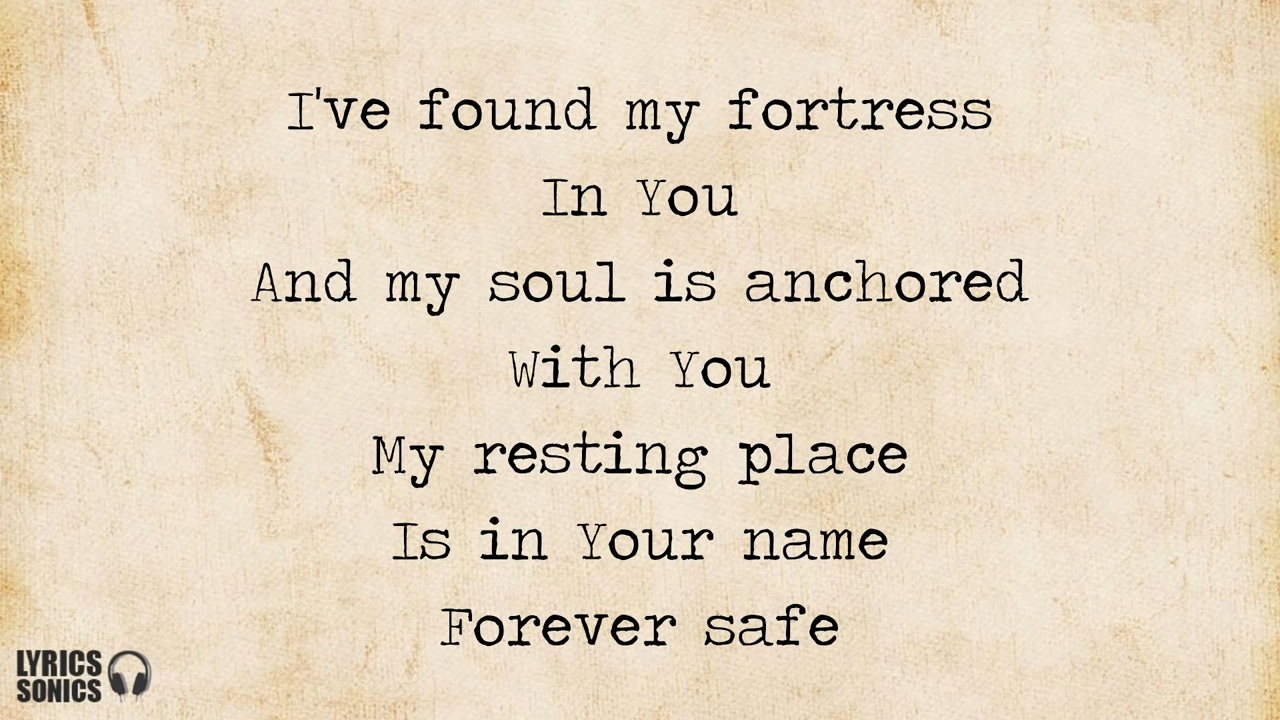 I've found my fortress
In You
And my soul is anchored
With You
My resting place
Is in Your name
Forever safe
LYRICS
SONICS